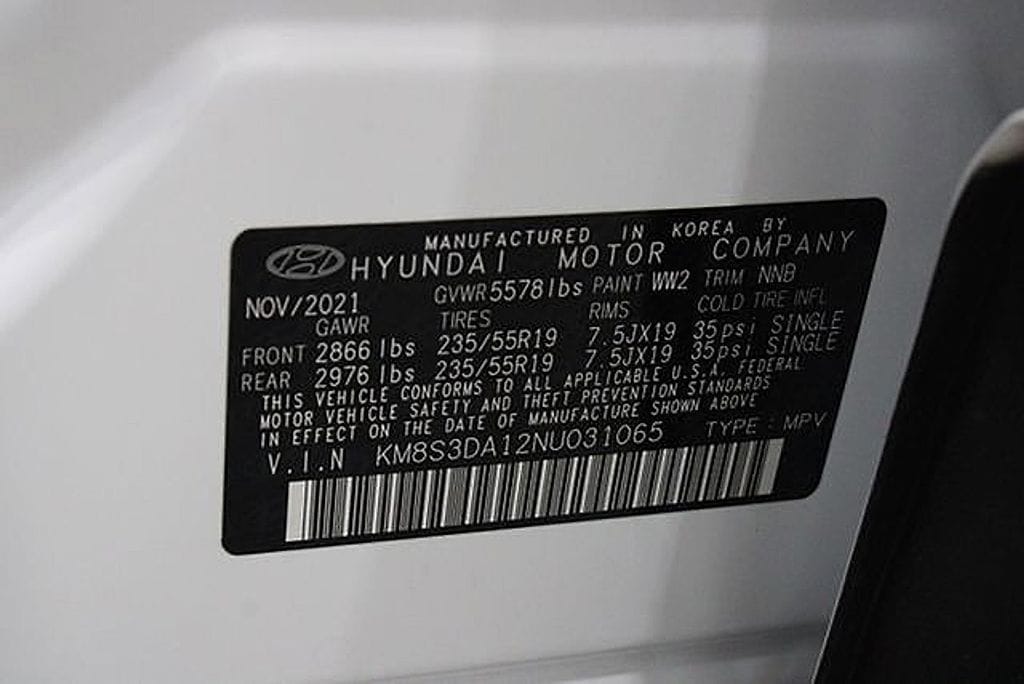 MANUFACTURED IN KOREA BY
HYUNDAI MOTOR COMPANY
NOV/2021 GVWR 5578lbs PAINT WW2 TRIM NNB
GAWR TIRES RIMS COLD TIRE INFL
FRONT 2866 lbs 235/55R19 7.5JX19 35psi SINGLE
REAR 2976 lbs 235/55R19 7.5JX19 35psi SINGLE
THIS VEHICLE CONFORMS TO ALL APPLICABLE U.S.A. FEDERAL
MOTOR VEHICLE SAFETY AND THEFT PREVENTION STANDARDS
IN EFFECT ON THE DATE OF MANUFACTURE SHOWN ABOVE
V.I.N KM8S3DA12NU031065 TYPE : MPV